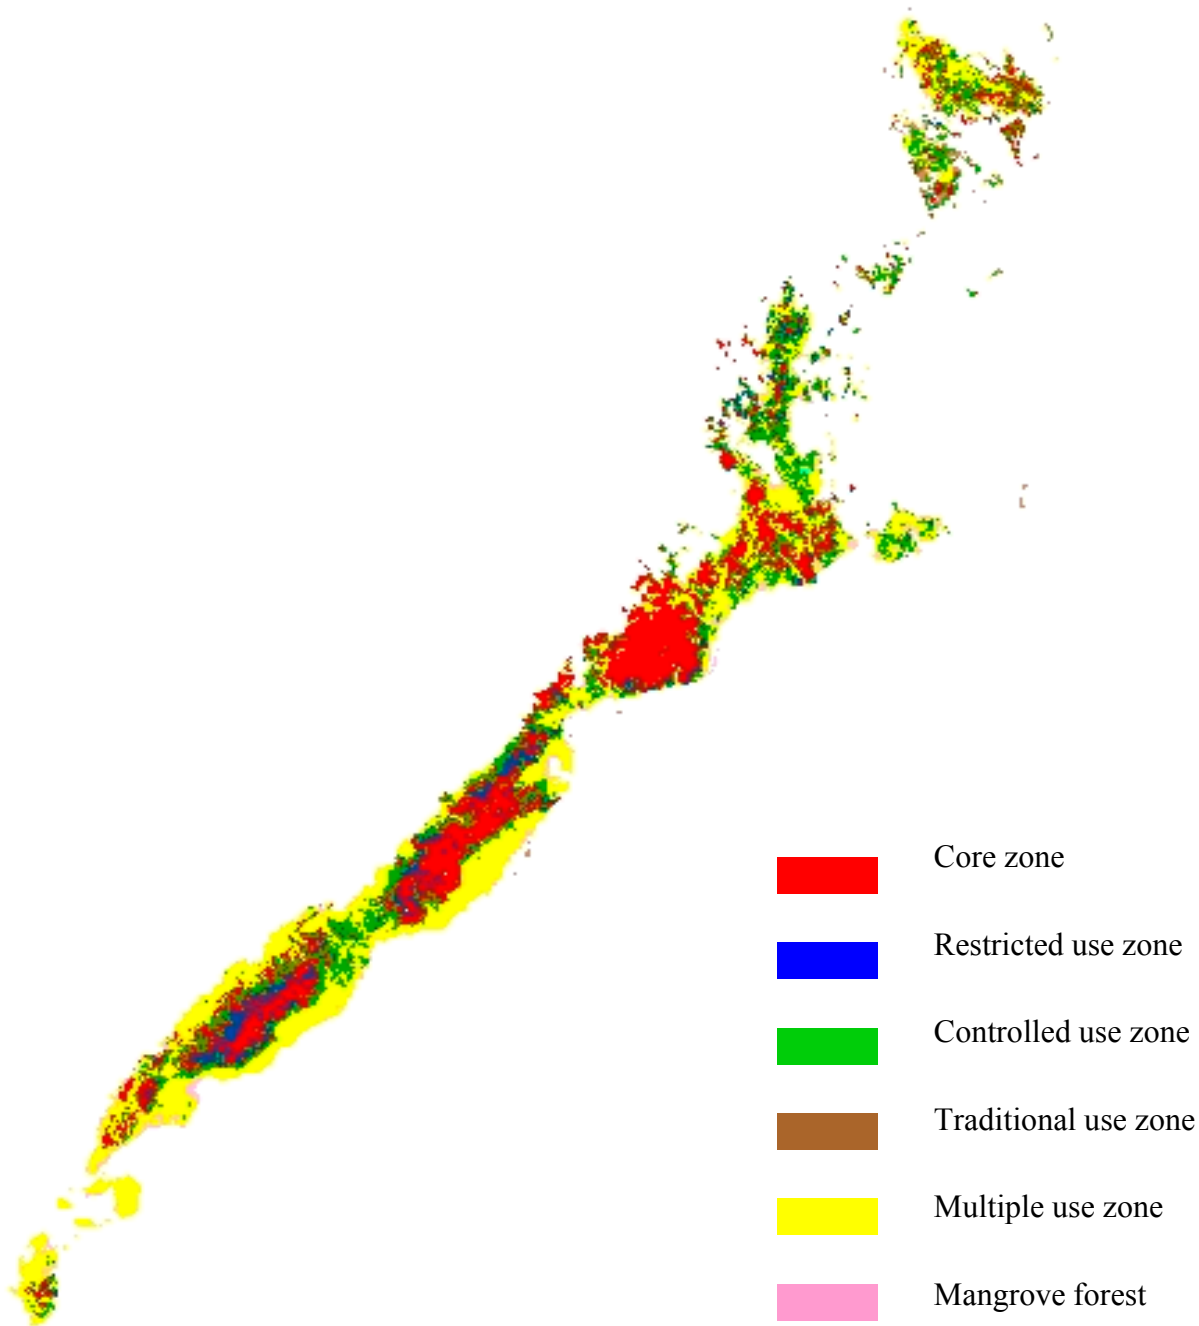 Core zone
Restricted use zone
Controlled use zone
Traditional use zone
Multiple use zone
Mangrove forest